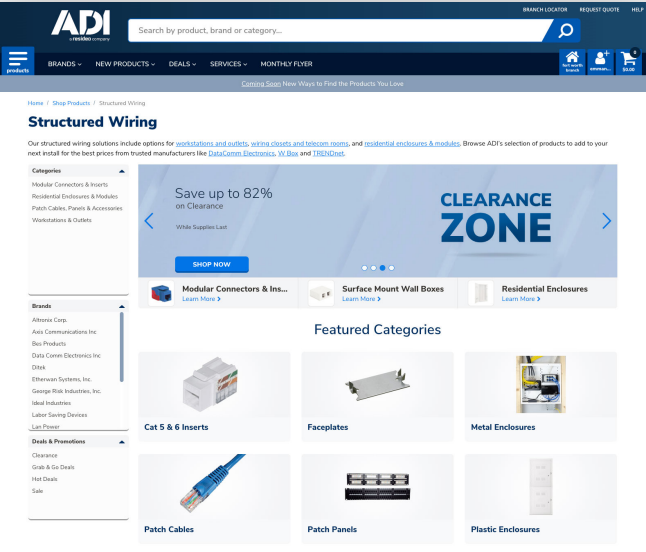 BRANCH LOCATOR REQUEST QUOTE HELP
ADI
a resideo company
Search by product, brand or category...
products
BRANDS NEW PRODUCTS DEALS SERVICES MONTHLY FLYER
fort worth branch
emman...
0
$0.00
Coming Soon New Ways to Find the Products You Love
Home / Shop Products / Structured Wiring
Structured Wiring
Our structured wiring solutions include options for workstations and outlets, wiring closets and telecom rooms, and residential enclosures & modules. Browse ADI's selection of products to add to your
next install for the best prices from trusted manufacturers like DataComm Electronics, W Box and TRENDnet.
Categories
Modular Connectors & Inserts
Residential Enclosures & Modules
Patch Cables, Panels & Accessories
Workstations & Outlets
Save up to 82%
on Clearance
While Supplies Last
SHOP NOW
CLEARANCE
ZONE
Modular Connectors & Ins...
Learn More >
Surface Mount Wall Boxes
Learn More >
Residential Enclosures
Learn More >
Brands
Altronix Corp.
Axis Communications Inc
Bes Products
Data Comm Electronics Inc
Ditek
Etherwan Systems, Inc.
George Risk Industries, Inc.
Ideal Industries
Labor Saving Devices
Lan Power
Deals & Promotions
Clearance
Grab & Go Deals
Hot Deals
Sale
Featured Categories
Cat 5 & 6 Inserts
Faceplates
Metal Enclosures
Patch Cables
Patch Panels
Plastic Enclosures